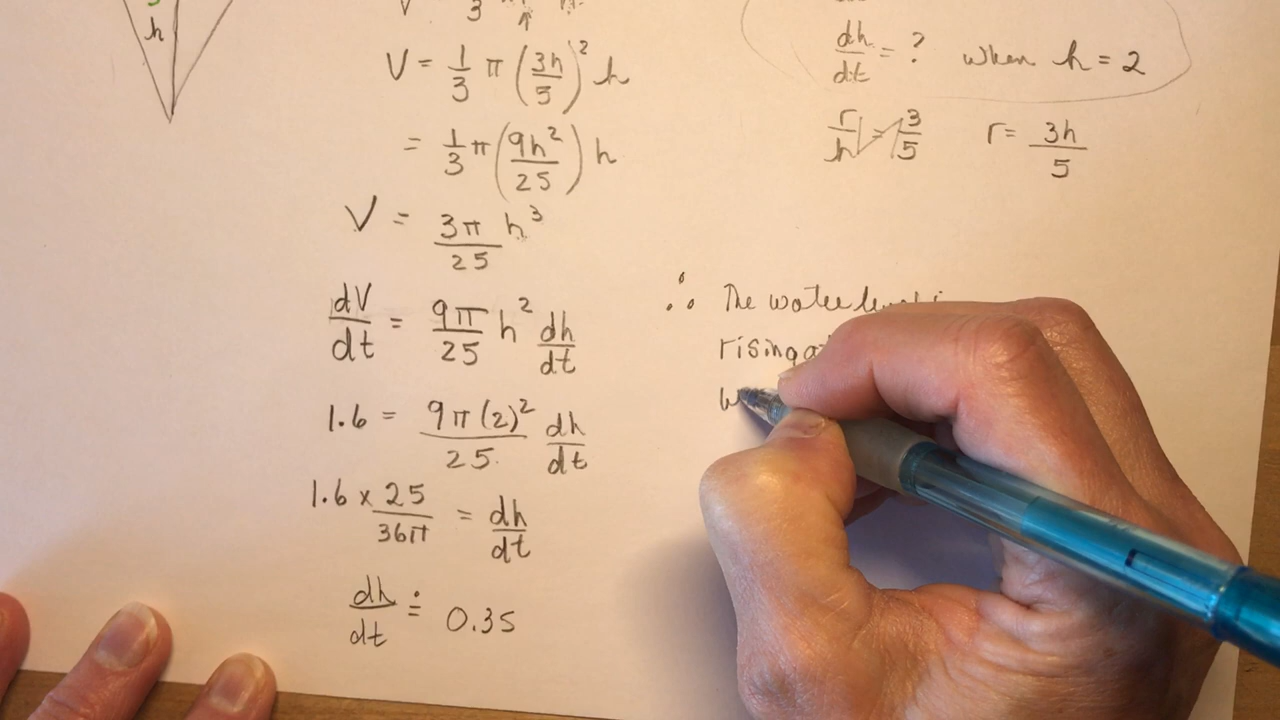 h
V = 1/3 π (3h/5)² h
= 1/3 π (9h²/25) h
V = 3π/25 h³
dV/dt = 9π/25 h² dh/dt
1.6 = 9π(2)²/25 dh/dt
1.6 × 25/36π = dh/dt
dh/dt ≐ 0.35
dh/dt = ? when h = 2
r/h = 3/5 r = 3h/5
∴ The water level
rising